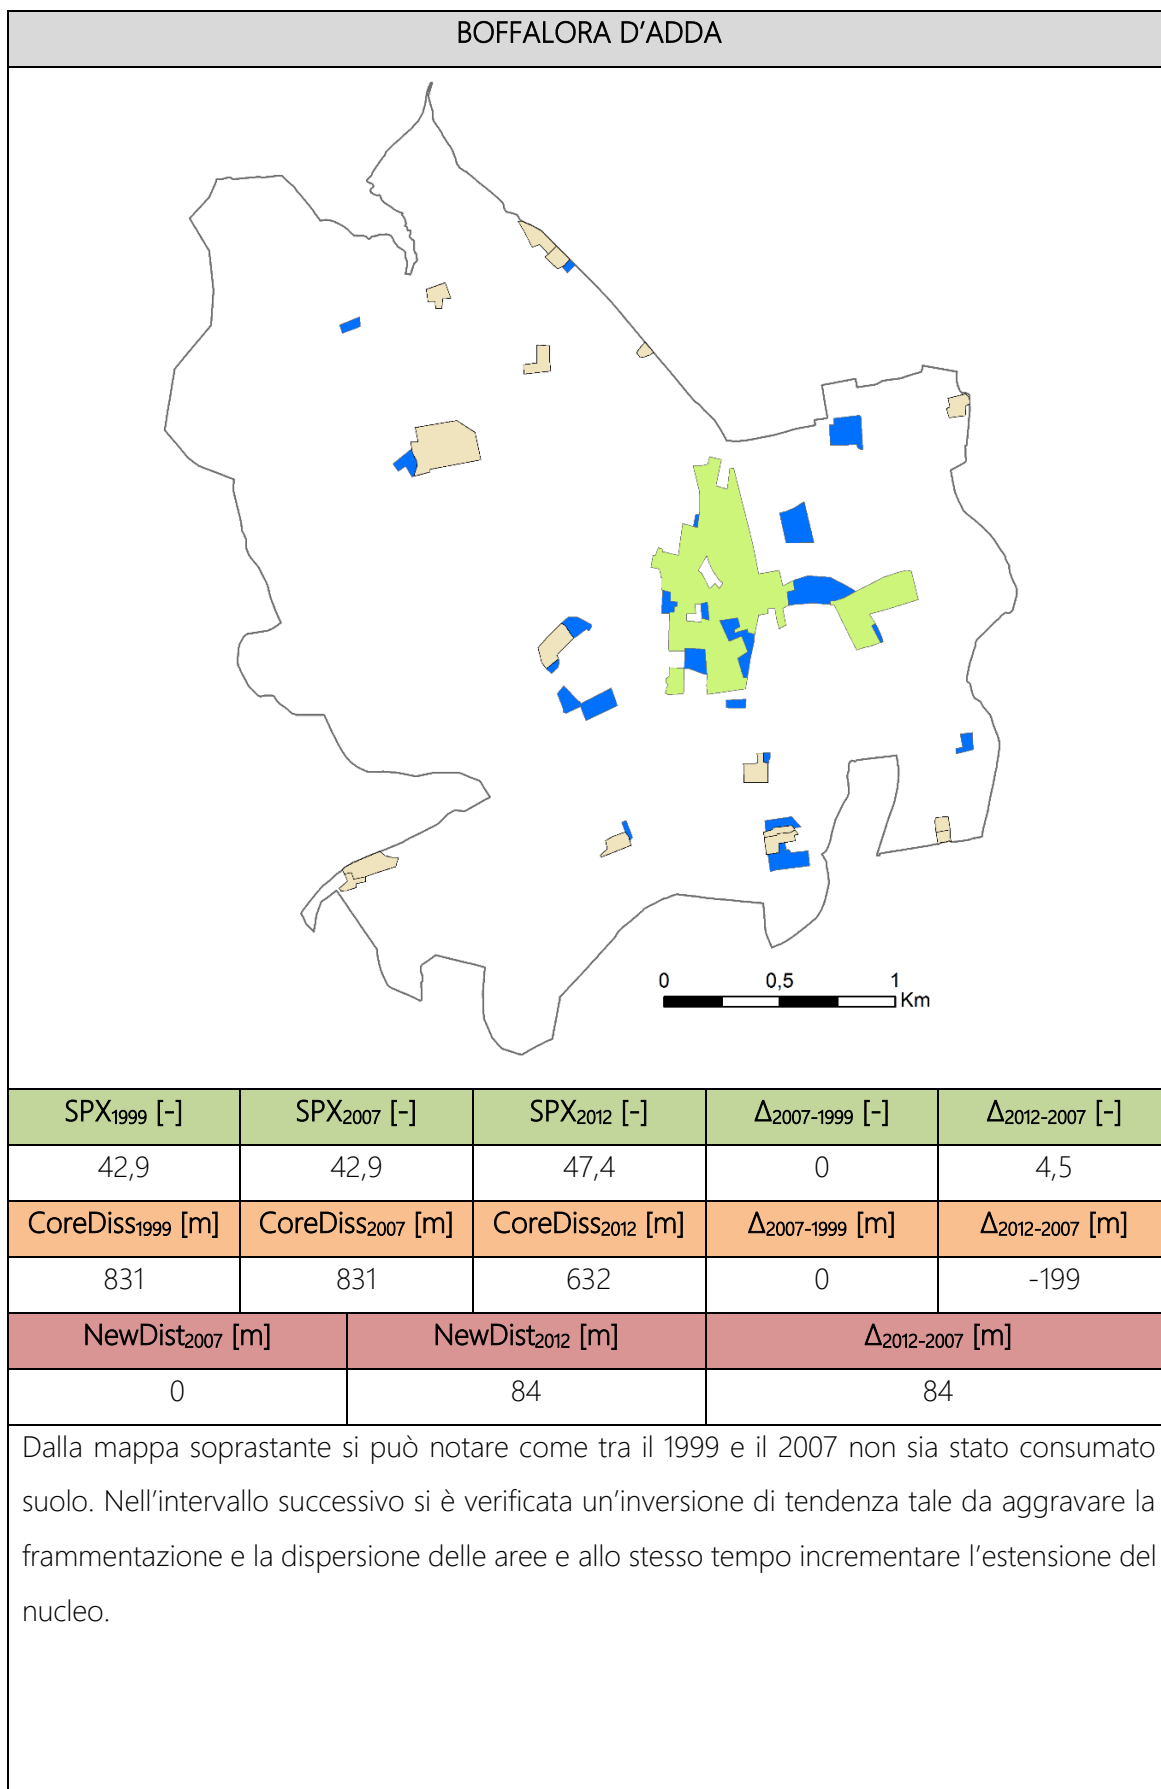 BOFFALORA D’ADDA
0 0,5 1
Km
SPX1999 [-] SPX2007 [-] SPX2012 [-] Δ2007-1999 [-] Δ2012-2007 [-]
42,9 42,9 47,4 0 4,5
CoreDiss1999 [m] CoreDiss2007 [m] CoreDiss2012 [m] Δ2007-1999 [m] Δ2012-2007 [m]
831 831 632 0 -199
NewDist2007 [m] NewDist2012 [m] Δ2012-2007 [m]
0 84 84
Dalla mappa soprastante si può notare come tra il 1999 e il 2007 non sia stato consumato
suolo. Nell’intervallo successivo si è verificata un’inversione di tendenza tale da aggravare la
frammentazione e la dispersione delle aree e allo stesso tempo incrementare l’estensione del
nucleo.